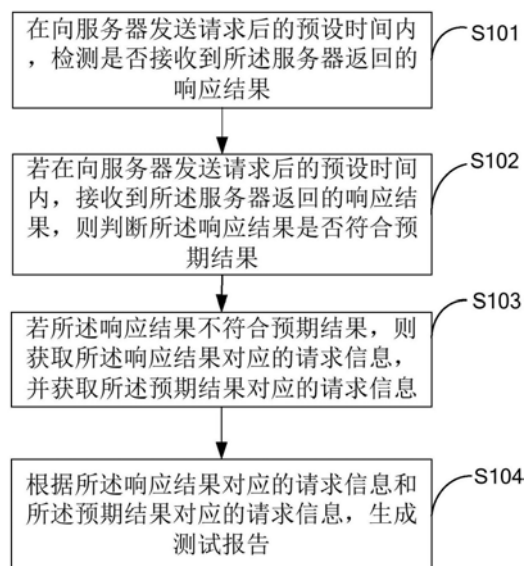 在向服务器发送请求后的预设时间内
，检测是否接收到所述服务器返回的
响应结果
S101
若在向服务器发送请求后的预设时间
内，接收到所述服务器返回的响应结
果，则判断所述响应结果是否符合预
期结果
S102
若所述响应结果不符合预期结果，则
获取所述响应结果对应的请求信息，
并获取所述预期结果对应的请求信息
S103
根据所述响应结果对应的请求信息和
所述预期结果对应的请求信息，生成
测试报告
S104